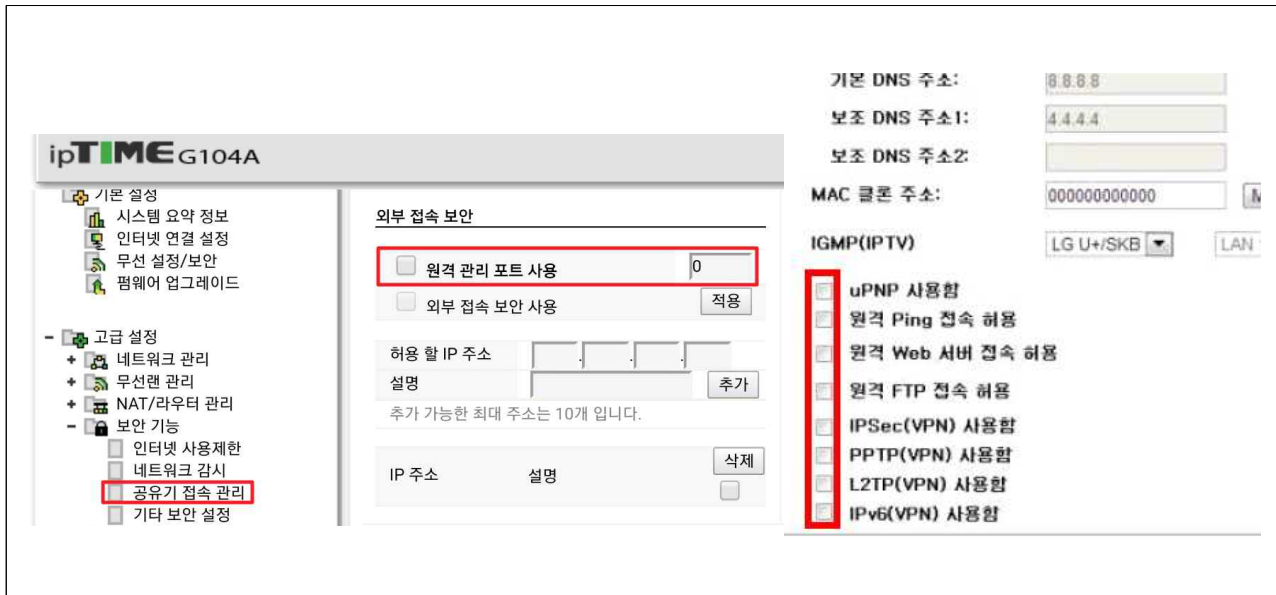 ipTIME G104A
기본 설정
시스템 요약 정보
인터넷 연결 설정
무선 설정/보안
펌웨어 업그레이드
고급 설정
네트워크 관리
무선랜 관리
NAT/라우터 관리
보안 기능
인터넷 사용제한
네트워크 감시
공유기 접속 관리
기타 보안 설정
외부 접속 보안
원격 관리 포트 사용 0
외부 접속 보안 사용 적용
허용 할 IP 주소 . . .
설명 추가
추가 가능한 최대 주소는 10개 입니다.
IP 주소 설명 삭제
기본 DNS 주소: 8.8.8.8
보조 DNS 주소1: 4.4.4.4
보조 DNS 주소2:
MAC 클론 주소: 000000000000 M
IGMP(IPTV) LG U+/SKB LAN
uPNP 사용함
원격 Ping 접속 허용
원격 Web 서버 접속 허용
원격 FTP 접속 허용
IPSec(VPN) 사용함
PPTP(VPN) 사용함
L2TP(VPN) 사용함
IPv6(VPN) 사용함